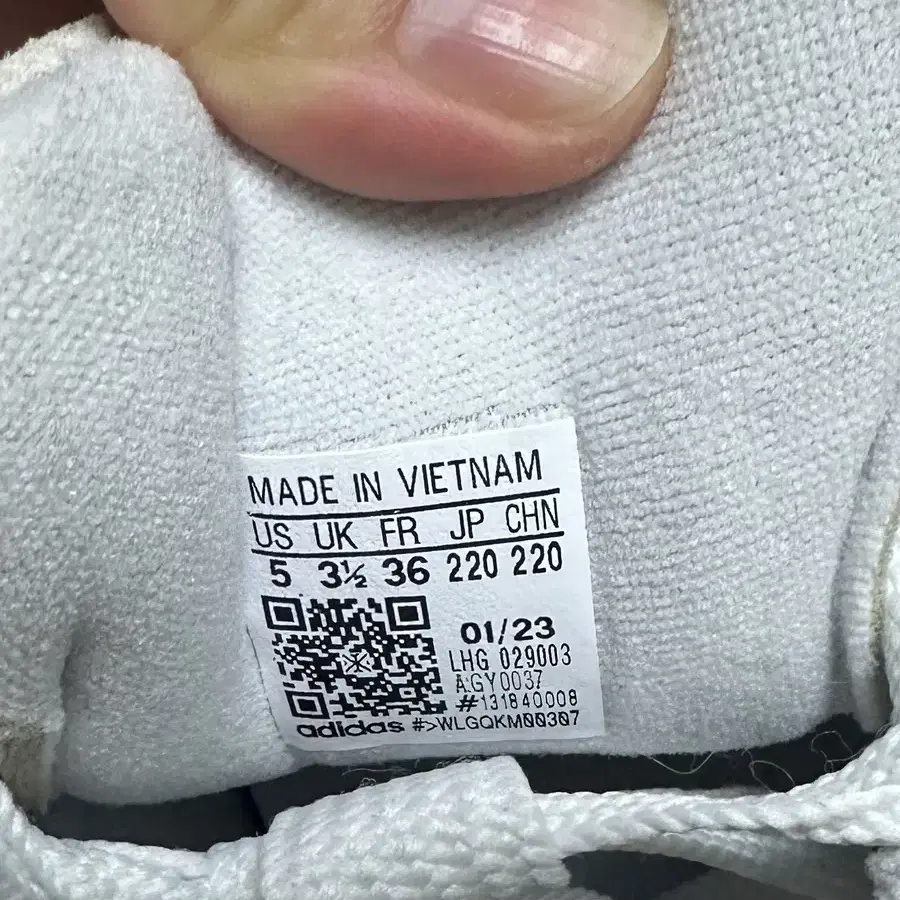 MADE IN VIETNAM
US UK FR JP CHN
5 3½ 36 220 220
01/23
LHG 029003
A:GY0037
#131840008
adidas #>WLGQKM00307